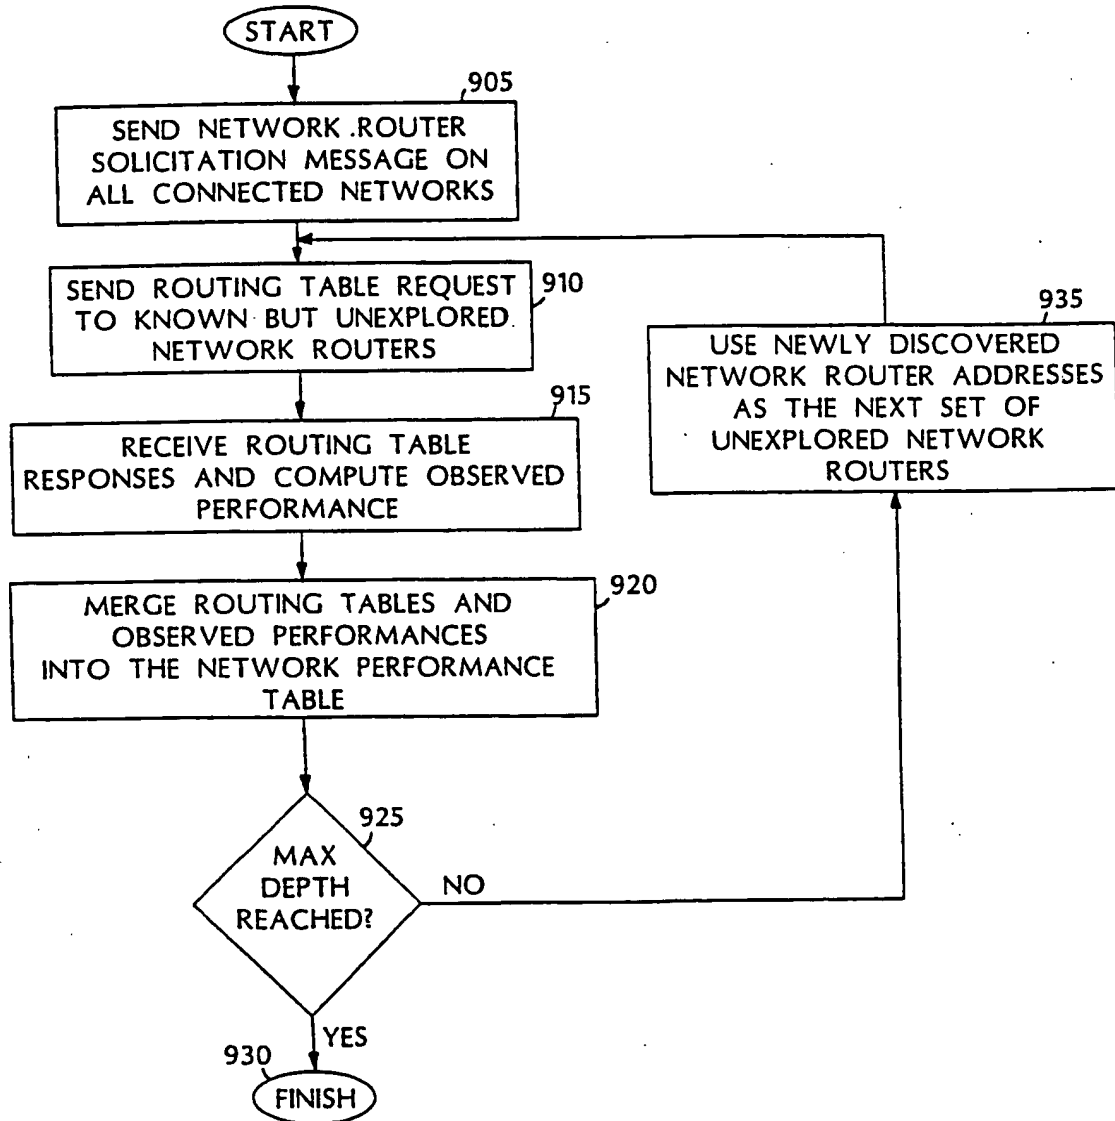 START
905
SEND NETWORK .ROUTER
SOLICITATION MESSAGE ON
ALL CONNECTED NETWORKS
SEND ROUTING TABLE REQUEST
TO KNOWN BUT UNEXPLORED
NETWORK ROUTERS
910
915
RECEIVE ROUTING TABLE
RESPONSES AND COMPUTE OBSERVED
PERFORMANCE
920
MERGE ROUTING TABLES AND
OBSERVED PERFORMANCES
INTO THE NETWORK PERFORMANCE
TABLE
925
MAX
DEPTH
REACHED?
NO
YES
930
FINISH
935
USE NEWLY DISCOVERED
NETWORK ROUTER ADDRESSES
AS THE NEXT SET OF
UNEXPLORED NETWORK
ROUTERS